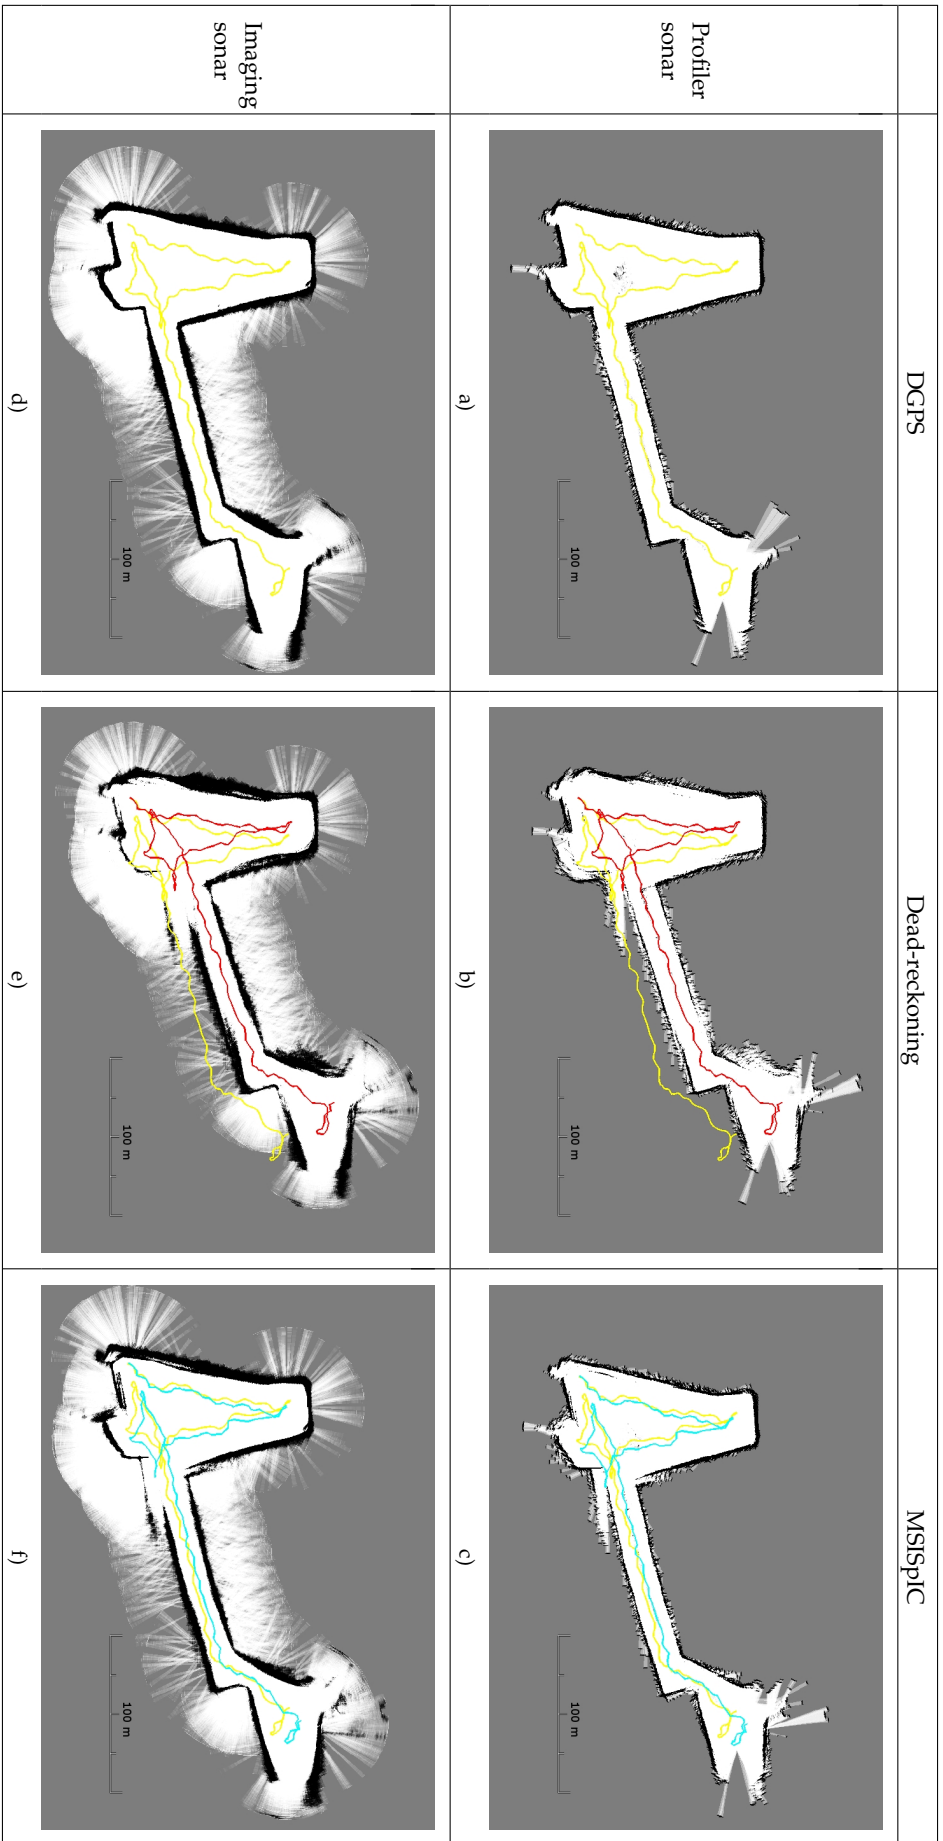 DGPS
Dead-reckoning
MSISpIC
Profiler
sonar
100 m
100 m
100 m
a)
b)
c)
Imaging
sonar
100 m
100 m
100 m
d)
e)
f)